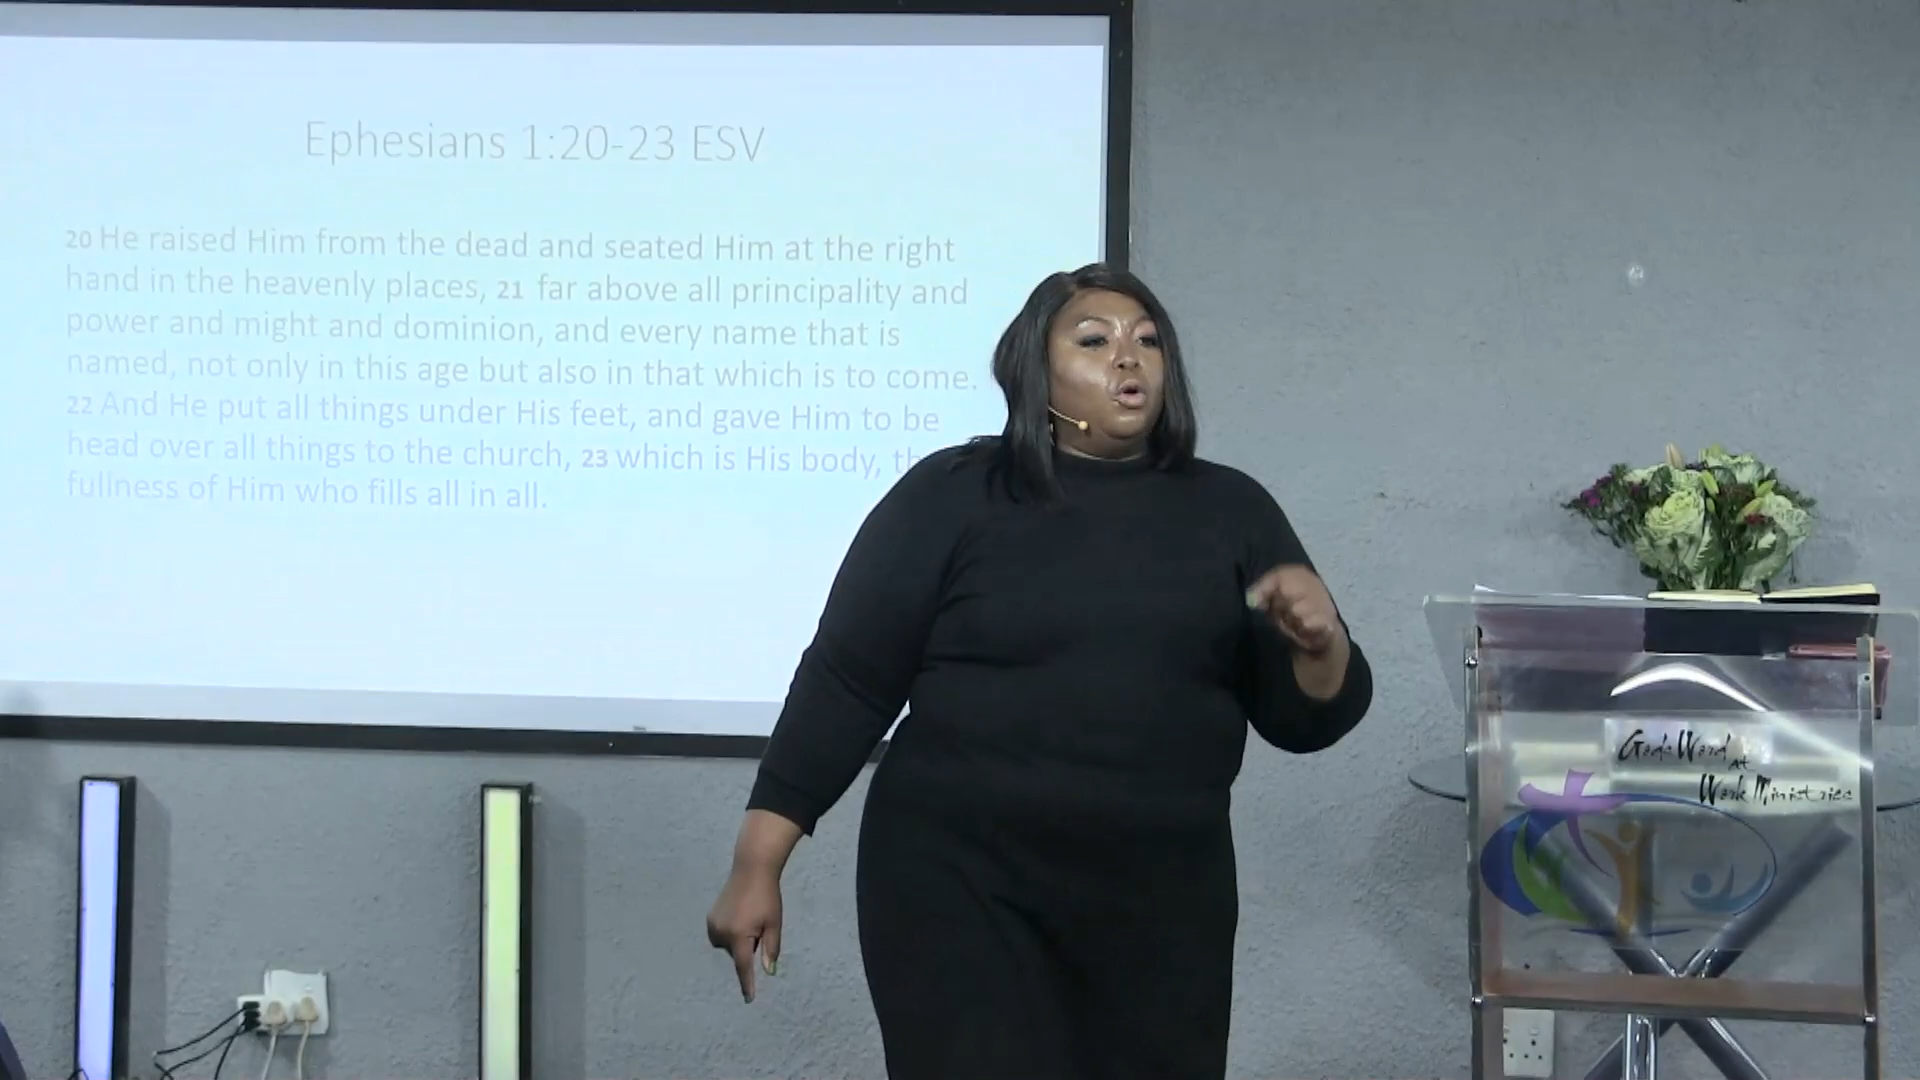 Ephesians 1:20-23 ESV
20 He raised Him from the dead and seated Him at the right
hand in the heavenly places, 21 far above all principality and
power and might and dominion, and every name that is
named, not only in this age but also in that which is to come.
22 And He put all things under His feet, and gave Him to be
head over all things to the church, 23 which is His body, th
fullness of Him who fills all in all.
Gods Word
at
Work Ministries